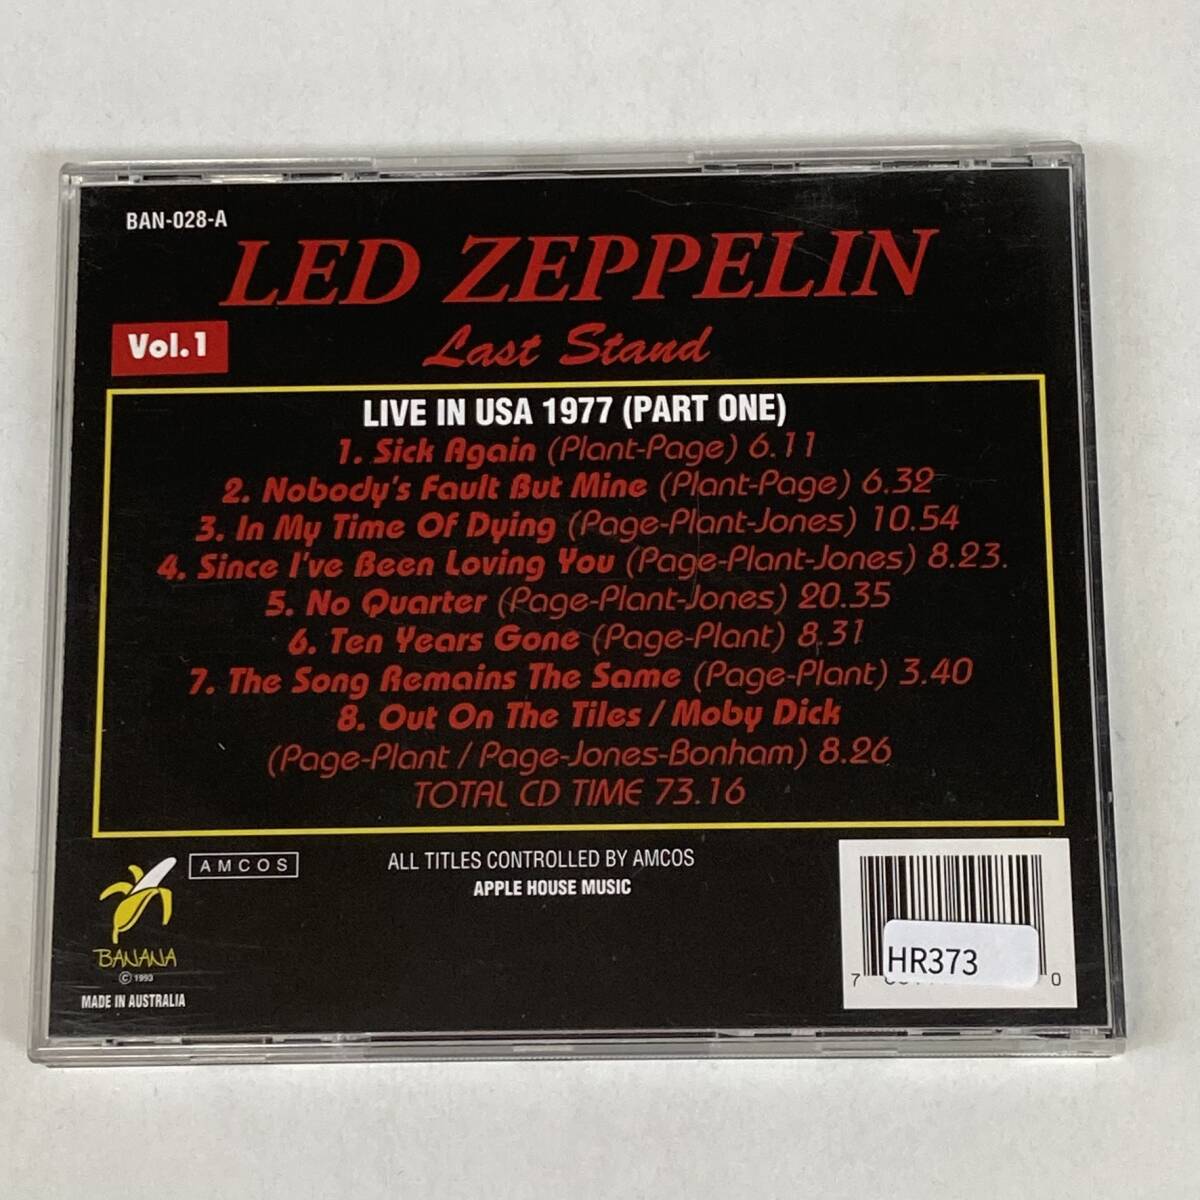 BAN-028-A
LED ZEPPELIN
Last Stand
Vol.1
LIVE IN USA 1977 (PART ONE)
1. Sick Again (Plant-Page) 6.11
2. Nobody's Fault But Mine (Plant-Page) 6.32
3. In My Time Of Dying (Page-Plant-Jones) 10.54
4. Since I've Been Loving You (Page-Plant-Jones) 8.23.
5. No Quarter (Page-Plant-Jones) 20.35
6. Ten Years Gone (Page-Plant) 8.31
7. The Song Remains The Same (Page-Plant) 3.40
8. Out On The Tiles / Moby Dick
(Page-Plant / Page-Jones-Bonham) 8.26
TOTAL CD TIME 73.16
AMCOS
ALL TITLES CONTROLLED BY AMCOS
APPLE HOUSE MUSIC
BANANA
© 1993
MADE IN AUSTRALIA
HR373
7 0